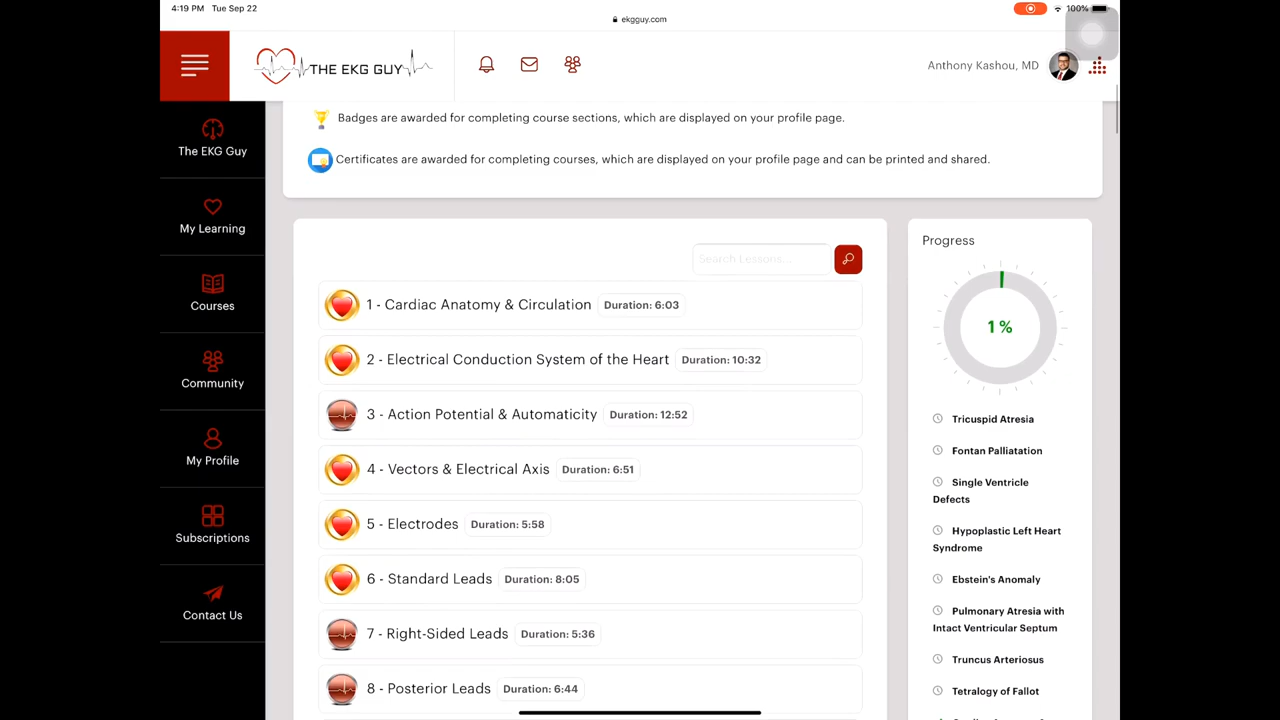 4:19 PM Tue Sep 22
100%
ekgguy.com
THE EKG GUY
Anthony Kashou, MD
The EKG Guy
My Learning
Courses
Community
My Profile
Subscriptions
Contact Us
Badges are awarded for completing course sections, which are displayed on your profile page.
Certificates are awarded for completing courses, which are displayed on your profile page and can be printed and shared.
Search Lessons...
1 - Cardiac Anatomy & Circulation Duration: 6:03
2 - Electrical Conduction System of the Heart Duration: 10:32
3 - Action Potential & Automaticity Duration: 12:52
4 - Vectors & Electrical Axis Duration: 6:51
5 - Electrodes Duration: 5:58
6 - Standard Leads Duration: 8:05
7 - Right-Sided Leads Duration: 5:36
8 - Posterior Leads Duration: 6:44
Progress
1 %
Tricuspid Atresia
Fontan Palliatation
Single Ventricle
Defects
Hypoplastic Left Heart
Syndrome
Ebstein's Anomaly
Pulmonary Atresia with
Intact Ventricular Septum
Truncus Arteriosus
Tetralogy of Fallot